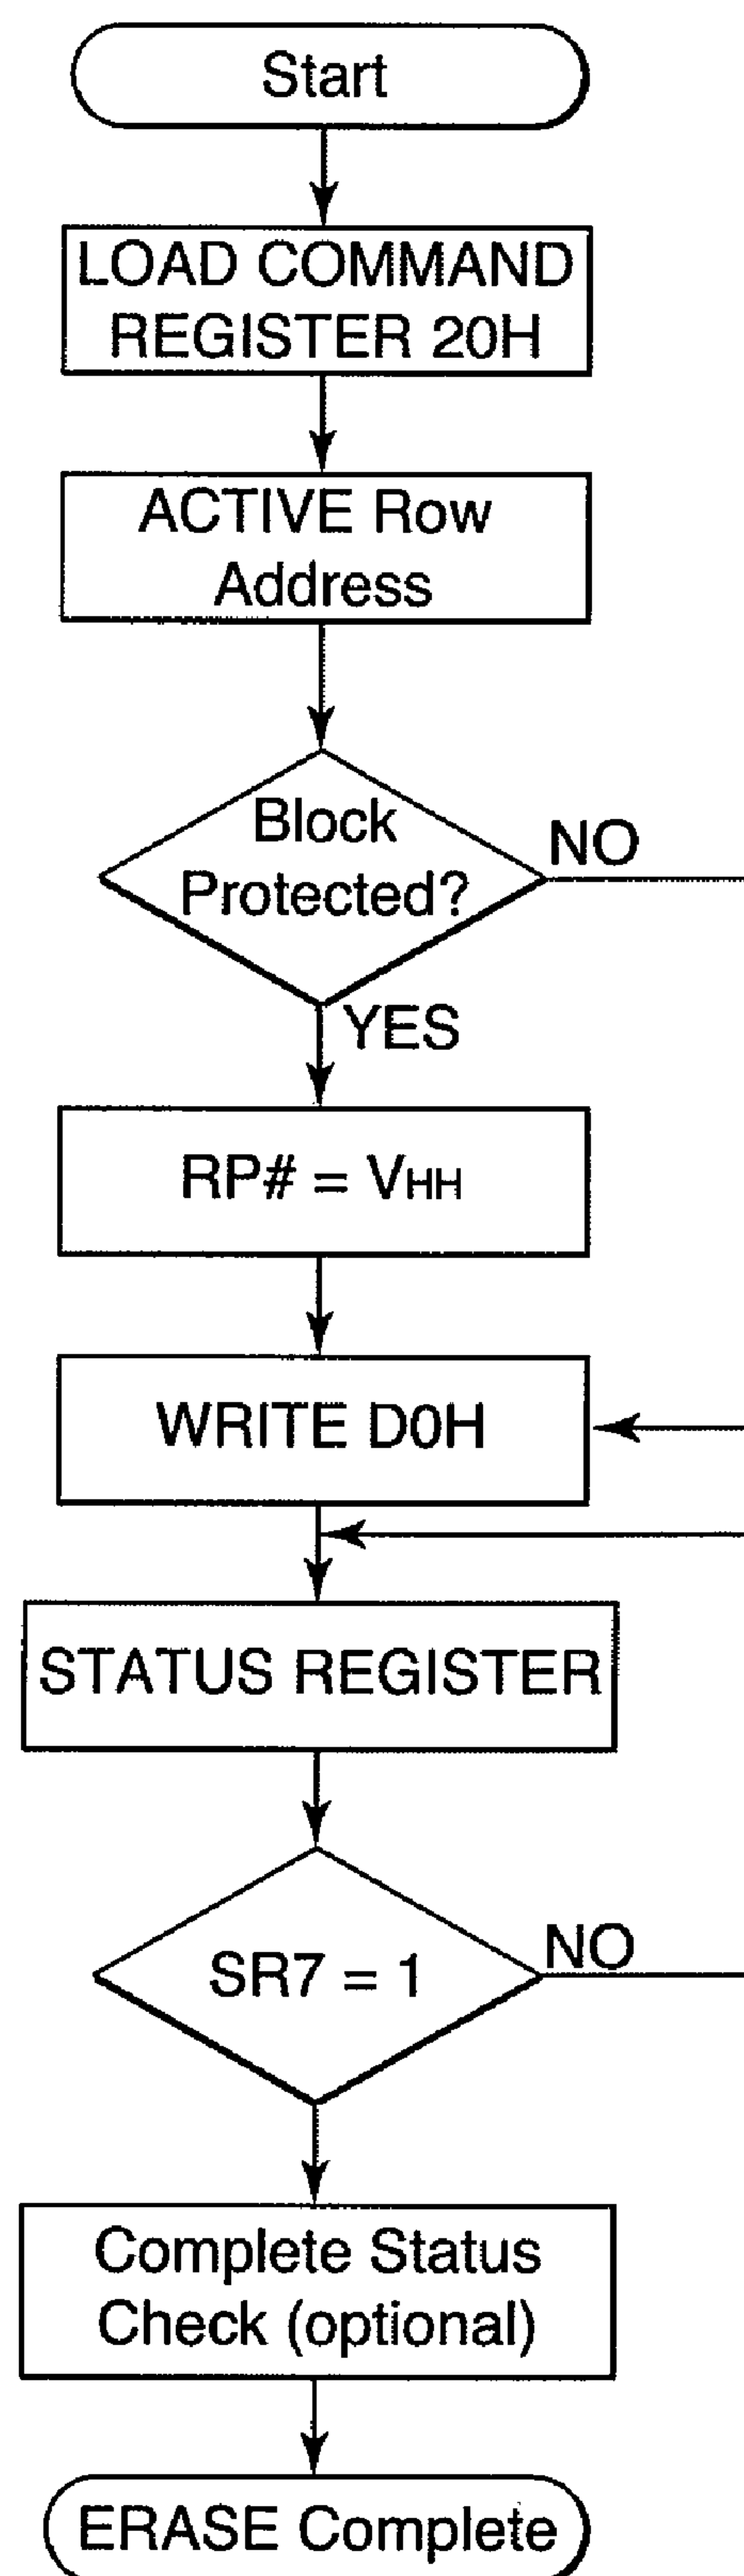 Start
LOAD COMMAND
REGISTER 20H
ACTIVE Row
Address
Block
Protected?
NO
YES
RP# = VHH
WRITE D0H
STATUS REGISTER
SR7 = 1
NO
Complete Status
Check (optional)
ERASE Complete